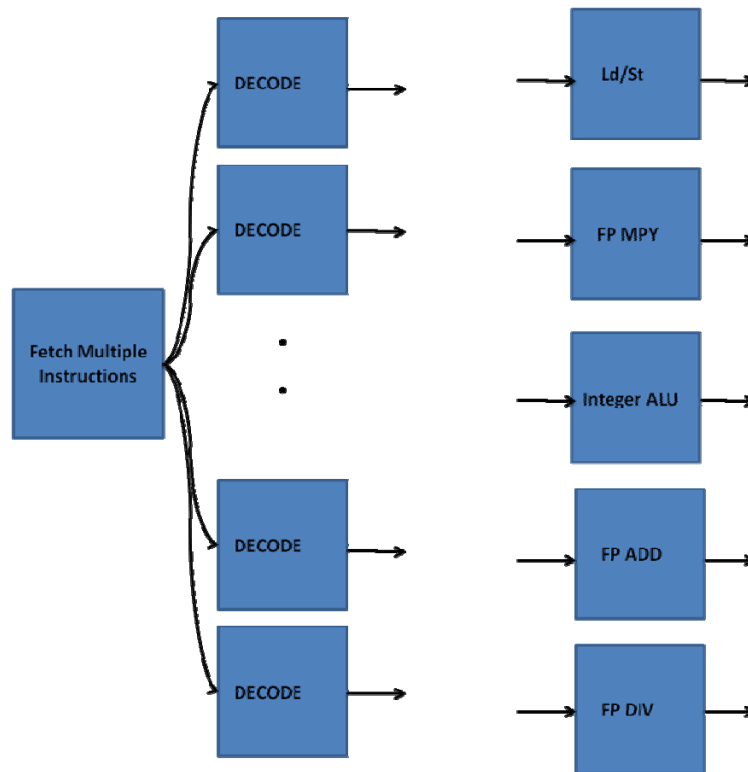 Fetch Multiple
Instructions
DECODE
DECODE
DECODE
DECODE
Ld/St
FP MPY
Integer ALU
FP ADD
FP DIV